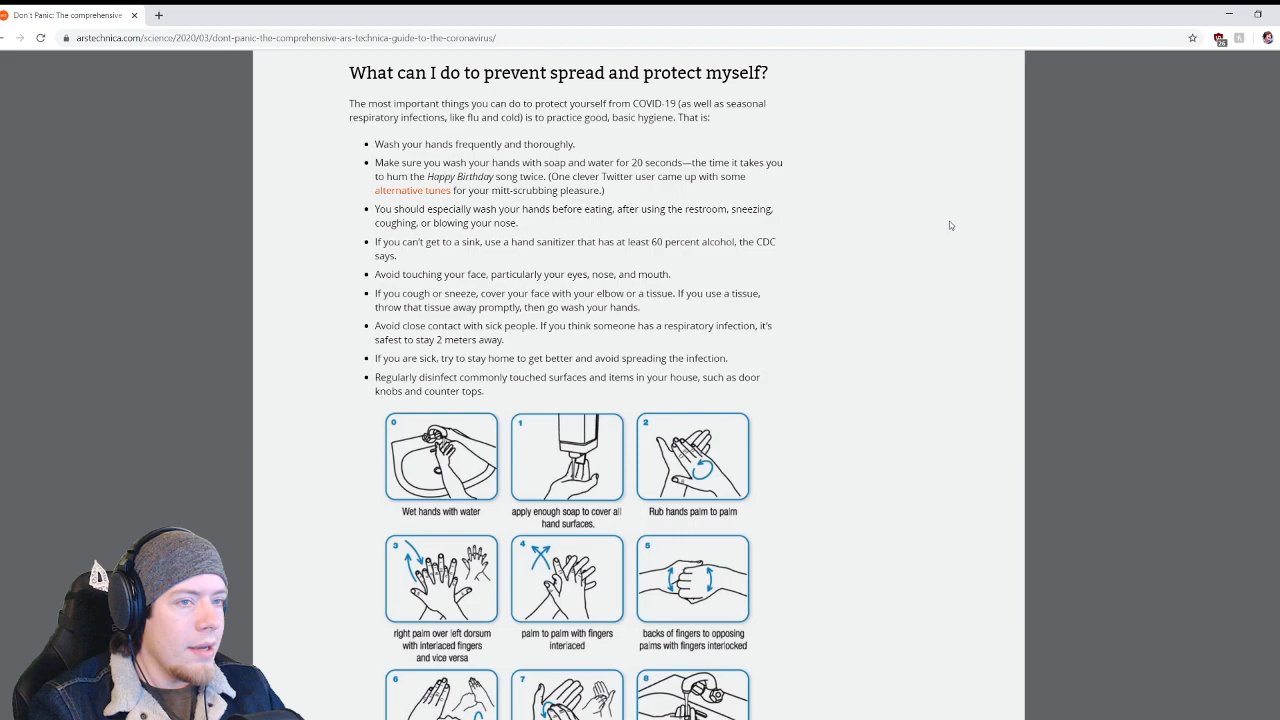 Don't Panic: The comprehensive
arstechnica.com/science/2020/03/dont-panic-the-comprehensive-ars-technica-guide-to-the-coronavirus/
26
What can I do to prevent spread and protect myself?
The most important things you can do to protect yourself from COVID-19 (as well as seasonal
respiratory infections, like flu and cold) is to practice good, basic hygiene. That is:
Wash your hands frequently and thoroughly.
Make sure you wash your hands with soap and water for 20 seconds—the time it takes you
to hum the Happy Birthday song twice. (One clever Twitter user came up with some
alternative tunes for your mitt-scrubbing pleasure.)
You should especially wash your hands before eating, after using the restroom, sneezing,
coughing, or blowing your nose.
If you can't get to a sink, use a hand sanitizer that has at least 60 percent alcohol, the CDC
says.
Avoid touching your face, particularly your eyes, nose, and mouth.
If you cough or sneeze, cover your face with your elbow or a tissue. If you use a tissue,
throw that tissue away promptly, then go wash your hands.
Avoid close contact with sick people. If you think someone has a respiratory infection, it's
safest to stay 2 meters away.
If you are sick, try to stay home to get better and avoid spreading the infection.
Regularly disinfect commonly touched surfaces and items in your house, such as door
knobs and counter tops.
0
1
2
Wet hands with water
apply enough soap to cover all
hand surfaces.
Rub hands palm to palm
3
4
5
right palm over left dorsum
with interlaced fingers
and vice versa
palm to palm with fingers
interlaced
backs of fingers to opposing
palms with fingers interlocked
6
7
8